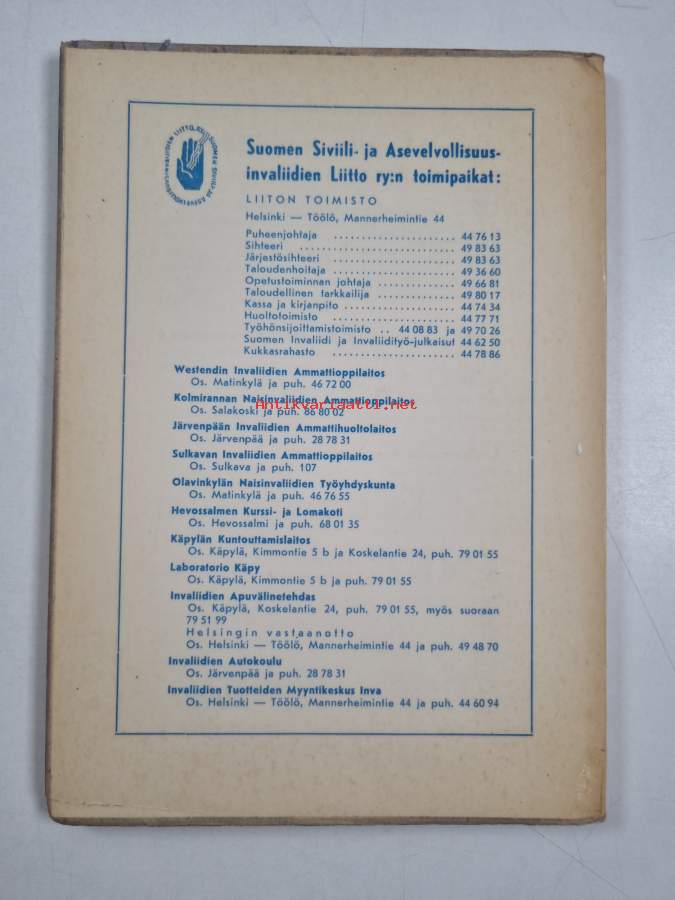 Suomen Siviili- ja Asevelvollisuus-
invaliidien Liitto ry:n toimipaikat:
LIITON TOIMISTO
Helsinki — Töölö, Mannerheimintie 44
Puheenjohtaja ........................ 44 76 13
Sihteeri ........................ 49 83 63
Järjestösihteeri ........................ 49 83 63
Taloudenhoitaja ........................ 49 36 60
Opetustoiminnan johtaja ................ 49 66 81
Taloudellinen tarkkailija ................ 49 80 17
Kassa ja kirjanpito ...................... 44 74 34
Huoltotoimisto ........................ 44 77 71
Työhönsijoittamistoimisto .. 44 08 83 ja 49 70 26
Suomen Invaliidi ja Invaliidityö-julkaisut 44 62 50
Kukkasrahasto ........................ 44 78 86
Westendin Invaliidien Ammattioppilaitos
Os. Matinkylä ja puh. 46 72 00
Kolmirannan Naisinvaliidien Ammattioppilaitos
Antikvariaatti.net
Os. Salakoski ja puh. 86 80 02
Järvenpään Invaliidien Ammattihuoltolaitos
Os. Järvenpää ja puh. 28 78 31
Sulkavan Invaliidien Ammattioppilaitos
Os. Sulkava ja puh. 107
Olavinkylän Naisinvaliidien Työyhdyskunta
Os. Matinkylä ja puh. 46 76 55
Hevossalmen Kurssi- ja Lomakoti
Os. Hevossalmi ja puh. 68 01 35
Käpylän Kuntouttamislaitos
Os. Käpylä, Kimmontie 5 b ja Koskelantie 24, puh. 79 01 55
Laboratorio Käpy
Os. Käpylä, Kimmontie 5 b ja puh. 79 01 55
Invaliidien Apuvälinetehdas
Os. Käpylä, Koskelantie 24, puh. 79 01 55, myös suoraan
79 51 99
Helsingin vastaanotto
Os. Helsinki — Töölö, Mannerheimintie 44 ja puh. 49 48 70
Invaliidien Autokoulu
Os. Järvenpää ja puh. 28 78 31
Invaliidien Tuotteiden Myyntikeskus Inva
Os. Helsinki — Töölö, Mannerheimintie 44 ja puh. 44 60 94